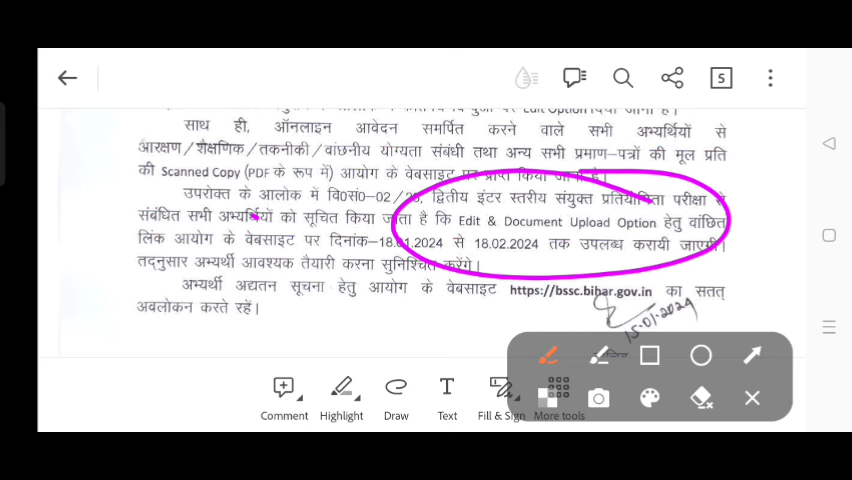 5
Edit Option दिया जाना है।
साथ ही, ऑनलाइन आवेदन समर्पित करने वाले सभी अभ्यर्थियों से
आरक्षण/शैक्षणिक/तकनीकी/वांछनीय योग्यता संबंधी तथा अन्य सभी प्रमाण-पत्रों की मूल प्रति
की Scanned Copy (PDF के रूप में) आयोग के वेबसाइट पर प्राप्त किया जाना है।
उपरोक्त के आलोक में वि0सं0-02/23, द्वितीय इंटर स्तरीय संयुक्त प्रतियोगिता परीक्षा से
संबंधित सभी अभ्यर्थियों को सूचित किया जाता है कि Edit & Document Upload Option हेतु वांछित
लिंक आयोग के वेबसाइट पर दिनांक-18.01.2024 से 18.02.2024 तक उपलब्ध करायी जाएगी।
तद्नुसार अभ्यर्थी आवश्यक तैयारी करना सुनिश्चित करेंगे।
अभ्यर्थी अद्यतन सूचना हेतु आयोग के वेबसाइट https://bssc.bihar.gov.in का सतत्
अवलोकन करते रहें।
15.01.2024
Comment Highlight Draw Text Fill & Sign More tools